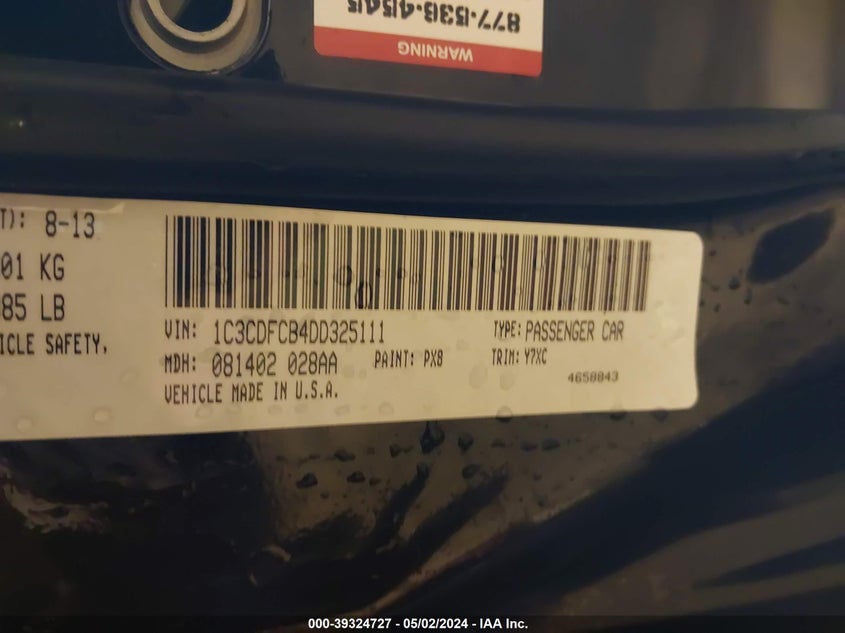 877-536-4545
WARNING
T): 8-13
01 KG
85 LB
ICLE SAFETY.
VIN: 1C3CDFCB4DD325111
TYPE: PASSENGER CAR
MDH: 081402 028AA
PAINT: PX8
TRIM: Y7XC
VEHICLE MADE IN U.S.A.
4658843
000-39324727 - 05/02/2024 - IAA Inc.